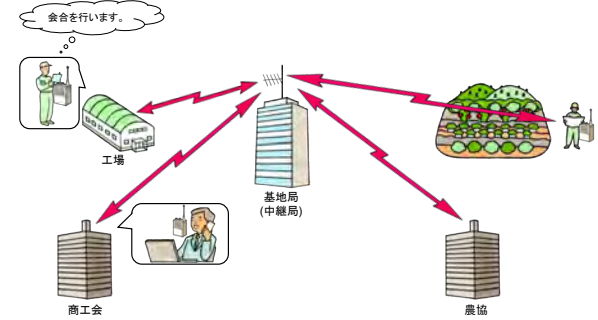 会合を行います。
工場
基地局
(中継局)
商工会
農協